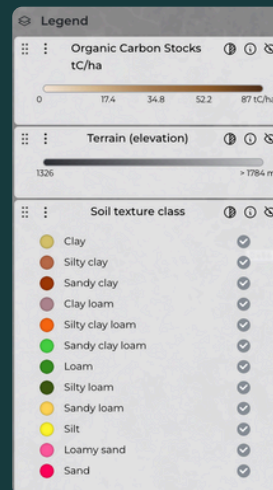 Legend
Organic Carbon Stocks
tC/ha
0 17.4 34.8 52.2 87 tC/h
Terrain (elevation)
1326 > 1784 m
Soil texture class
Clay
Silty clay
Sandy clay
Clay loam
Silty clay loam
Sandy clay loam
Loam
Silty loam
Sandy loam
Silt
Loamy sand
Sand